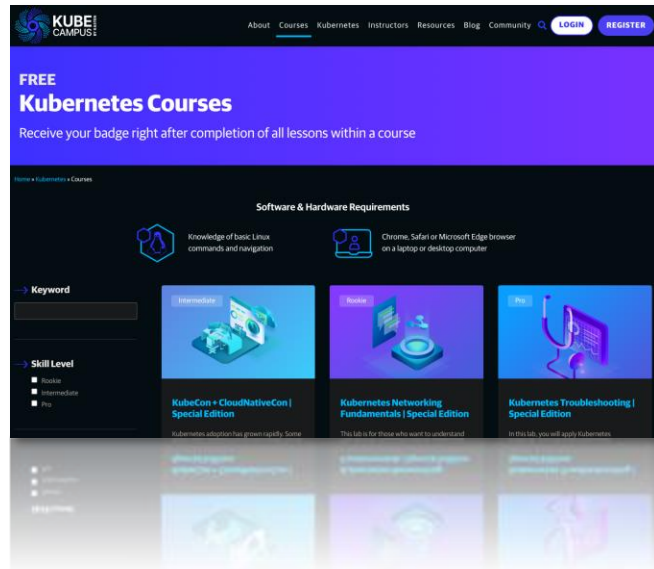 KUBE
CAMPUS
About Courses Kubernetes Instructors Resources Blog Community LOGIN REGISTER
FREE
Kubernetes Courses
Receive your badge right after completion of all lessons within a course
Home » Kubernetes » Courses
Software & Hardware Requirements
Knowledge of basic Linux
commands and navigation
Chrome, Safari or Microsoft Edge browser
on a laptop or desktop computer
Keyword
Skill Level
Rookie
Intermediate
Pro
Intermediate
KubeCon + CloudNativeCon |
Special Edition
Kubernetes adoption has grown rapidly. Some
Rookie
Kubernetes Networking
Fundamentals | Special Edition
This lab is for those who want to understand
Pro
Kubernetes Troubleshooting |
Special Edition
In this lab, you will apply Kubernetes